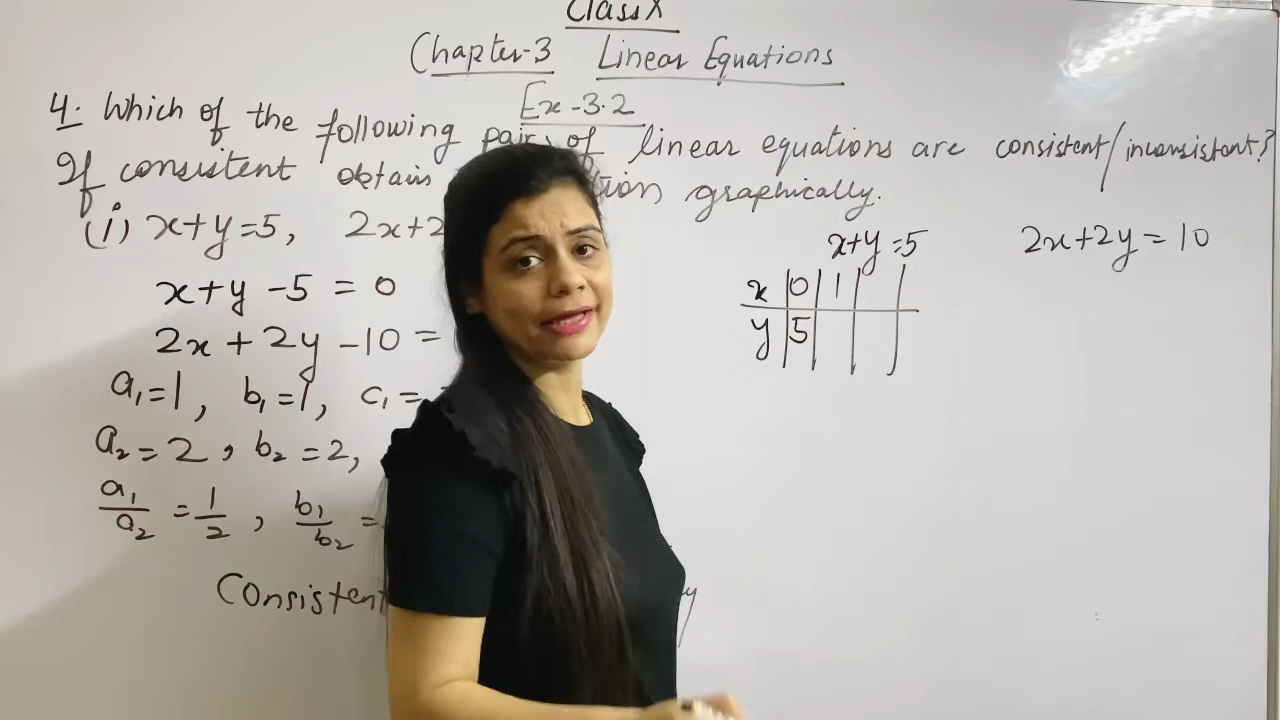 Class X
Chapter-3 Linear Equations
Ex-3.2
4. Which of the following pairs of linear equations are consistent/inconsistent?
If consistent obtain graphically.
(i) x+y=5, 2x+2
x+y-5=0
2x+2y-10=
a₁=1, b₁=1, c₁=
a₂=2, b₂=2,
a₁/a₂ = 1/2, b₁/b₂ =
Consistent
x+y=5
x 0 1
y 5
2x+2y=10